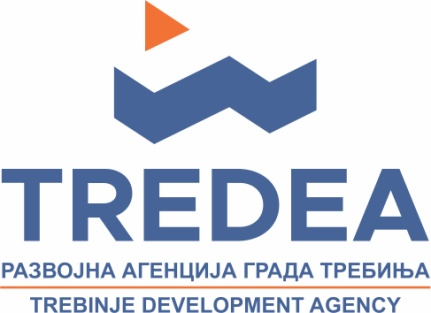 TREDEA
РАЗВОЈНА АГЕНЦИЈА ГРАДА ТРЕБИЊА
TREBINJE DEVELOPMENT AGENCY